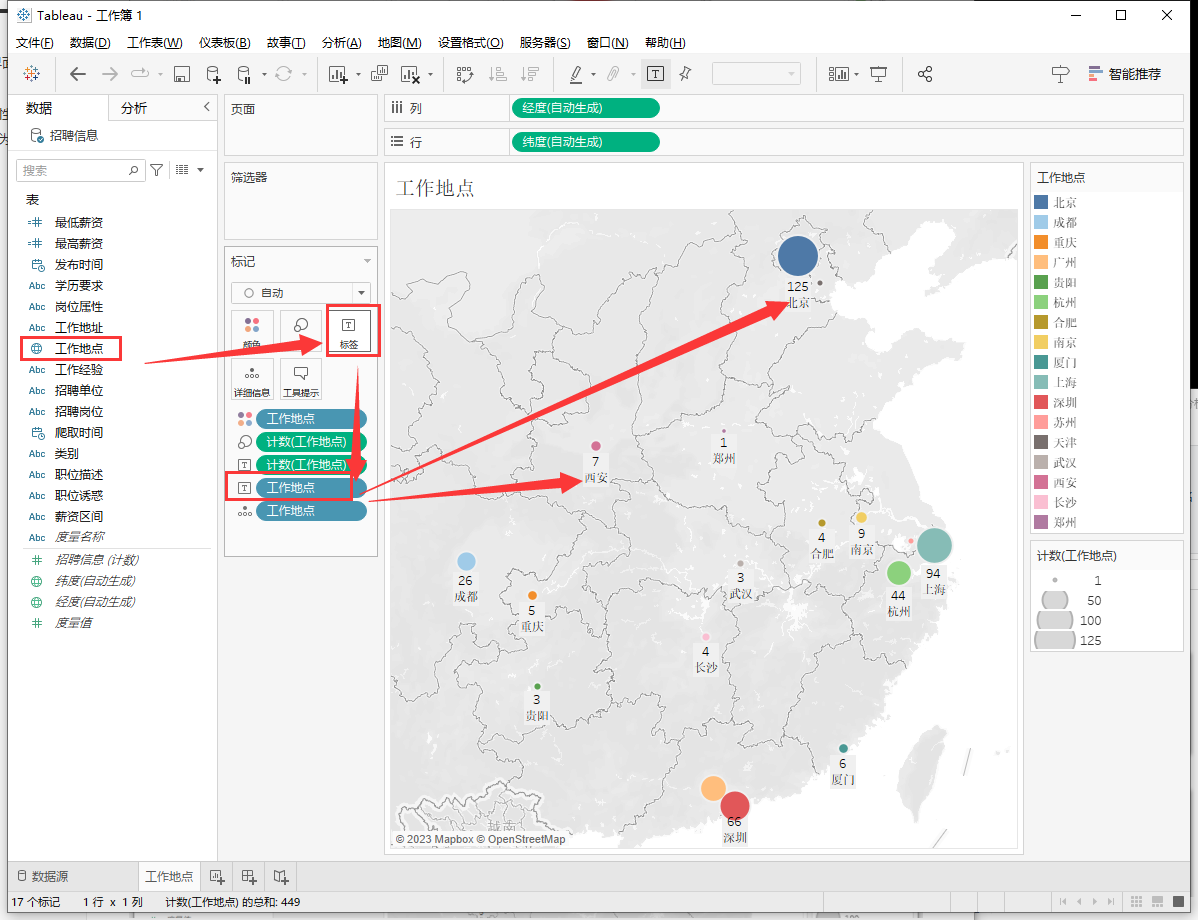 Tableau - 工作簿 1
文件(F) 数据(D) 工作表(W) 仪表板(B) 故事(T) 分析(A) 地图(M) 设置格式(O) 服务器(S) 窗口(N) 帮助(H)
智能推荐
数据 分析
招聘信息
搜索
表
最低薪资
最高薪资
发布时间
Abc 学历要求
Abc 岗位属性
Abc 工作地址
工作地点
Abc 工作经验
Abc 招聘单位
Abc 招聘岗位
爬取时间
Abc 类别
Abc 职位描述
Abc 职位诱惑
Abc 薪资区间
Abc 度量名称
招聘信息 (计数)
纬度(自动生成)
经度(自动生成)
度量值
页面
筛选器
标记
自动
颜色
标签
详细信息 工具提示
工作地点
计数(工作地点)
计数(工作地点)
工作地点
工作地点
列 经度(自动生成)
行 纬度(自动生成)
工作地点
125
北京
1
郑州
7
西安
4
合肥
9
南京
94
上海
44
杭州
26
成都
5
重庆
3
武汉
4
长沙
3
贵阳
6
厦门
66
深圳
越南
© 2023 Mapbox © OpenStreetMap
工作地点
北京
成都
重庆
广州
贵阳
杭州
合肥
南京
厦门
上海
深圳
苏州
天津
武汉
西安
长沙
郑州
计数(工作地点)
1
50
100
125
数据源 工作地点
17 个标记 1 行 x 1 列 计数(工作地点) 的总和: 449